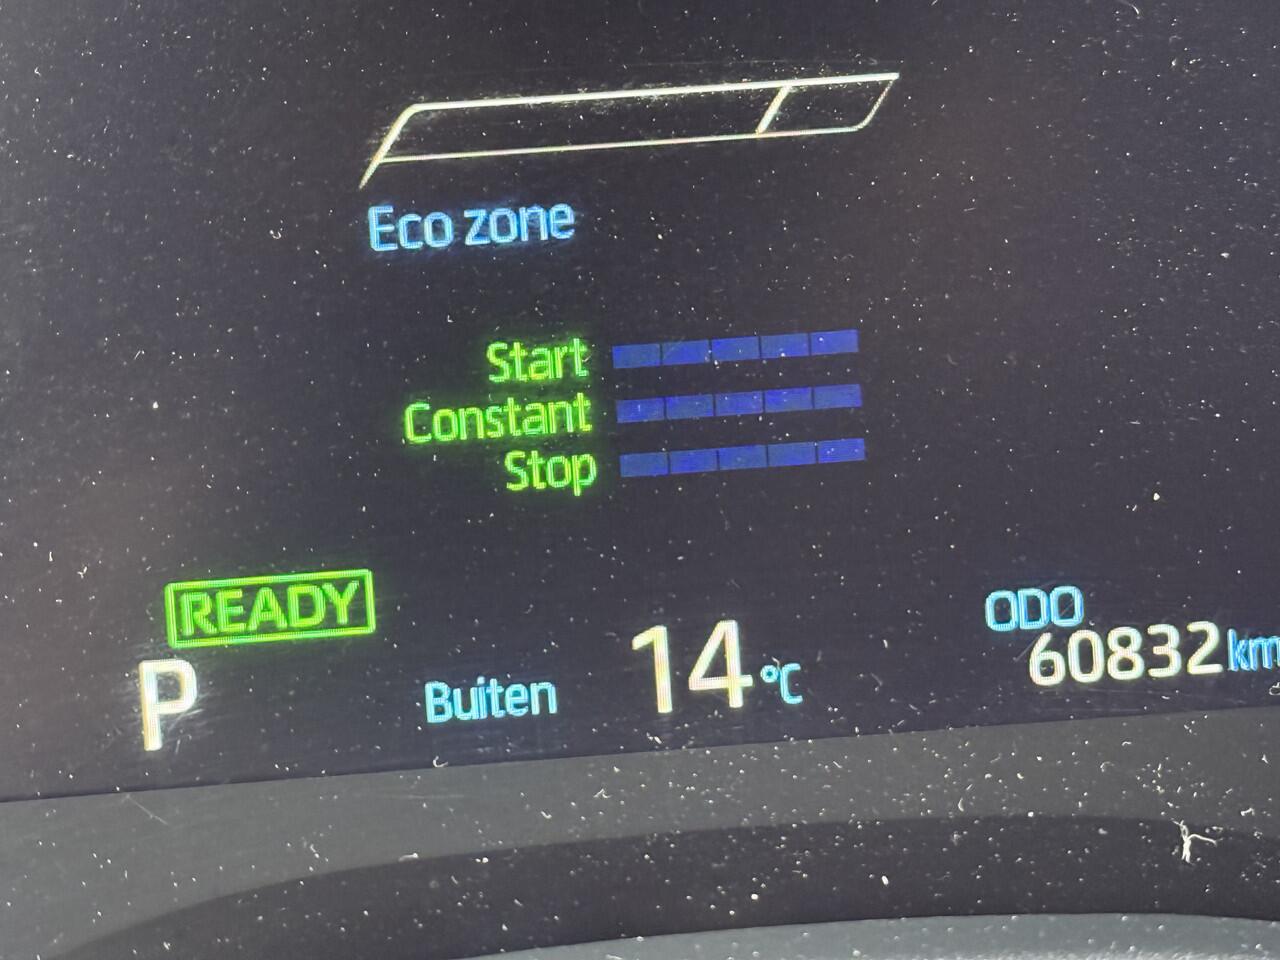 Eco zone
Start
Constant
Stop
READY
P
Buiten 14°C
ODO
60832 km